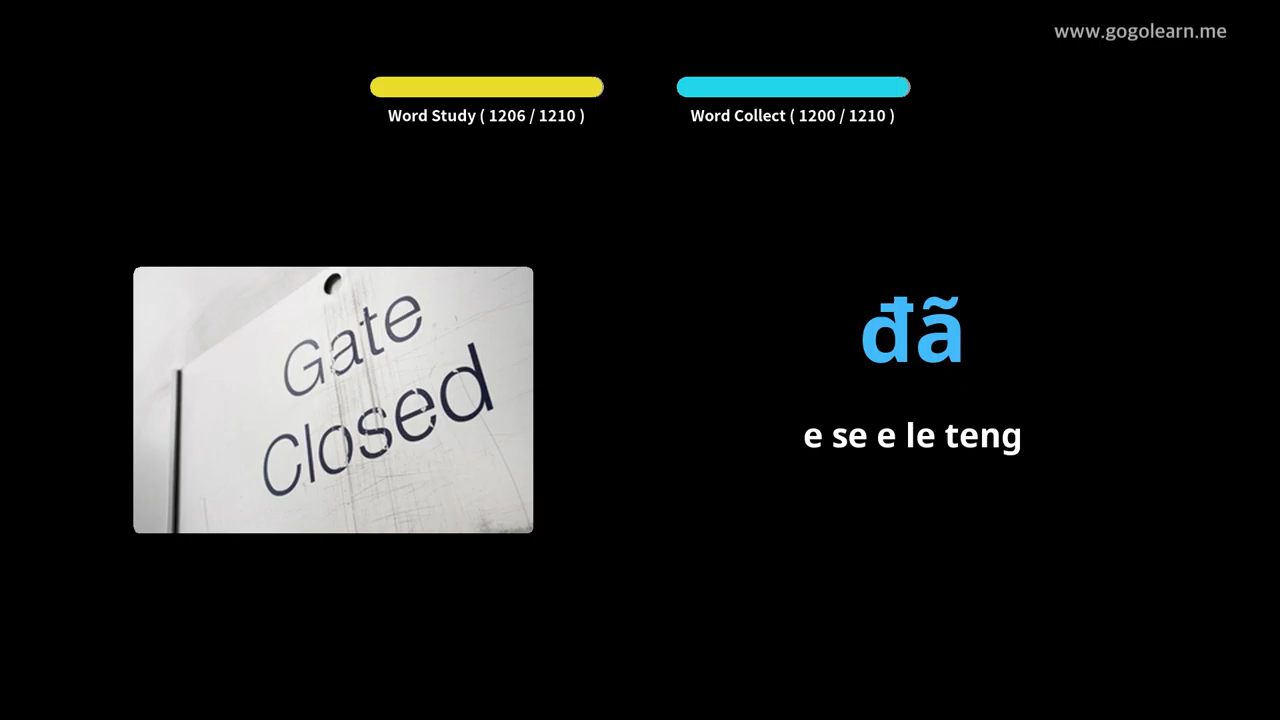 www.gogolearn.me
Word Study ( 1206 / 1210 )
Word Collect ( 1200 / 1210 )
Gate
Closed
đã
e se e le teng